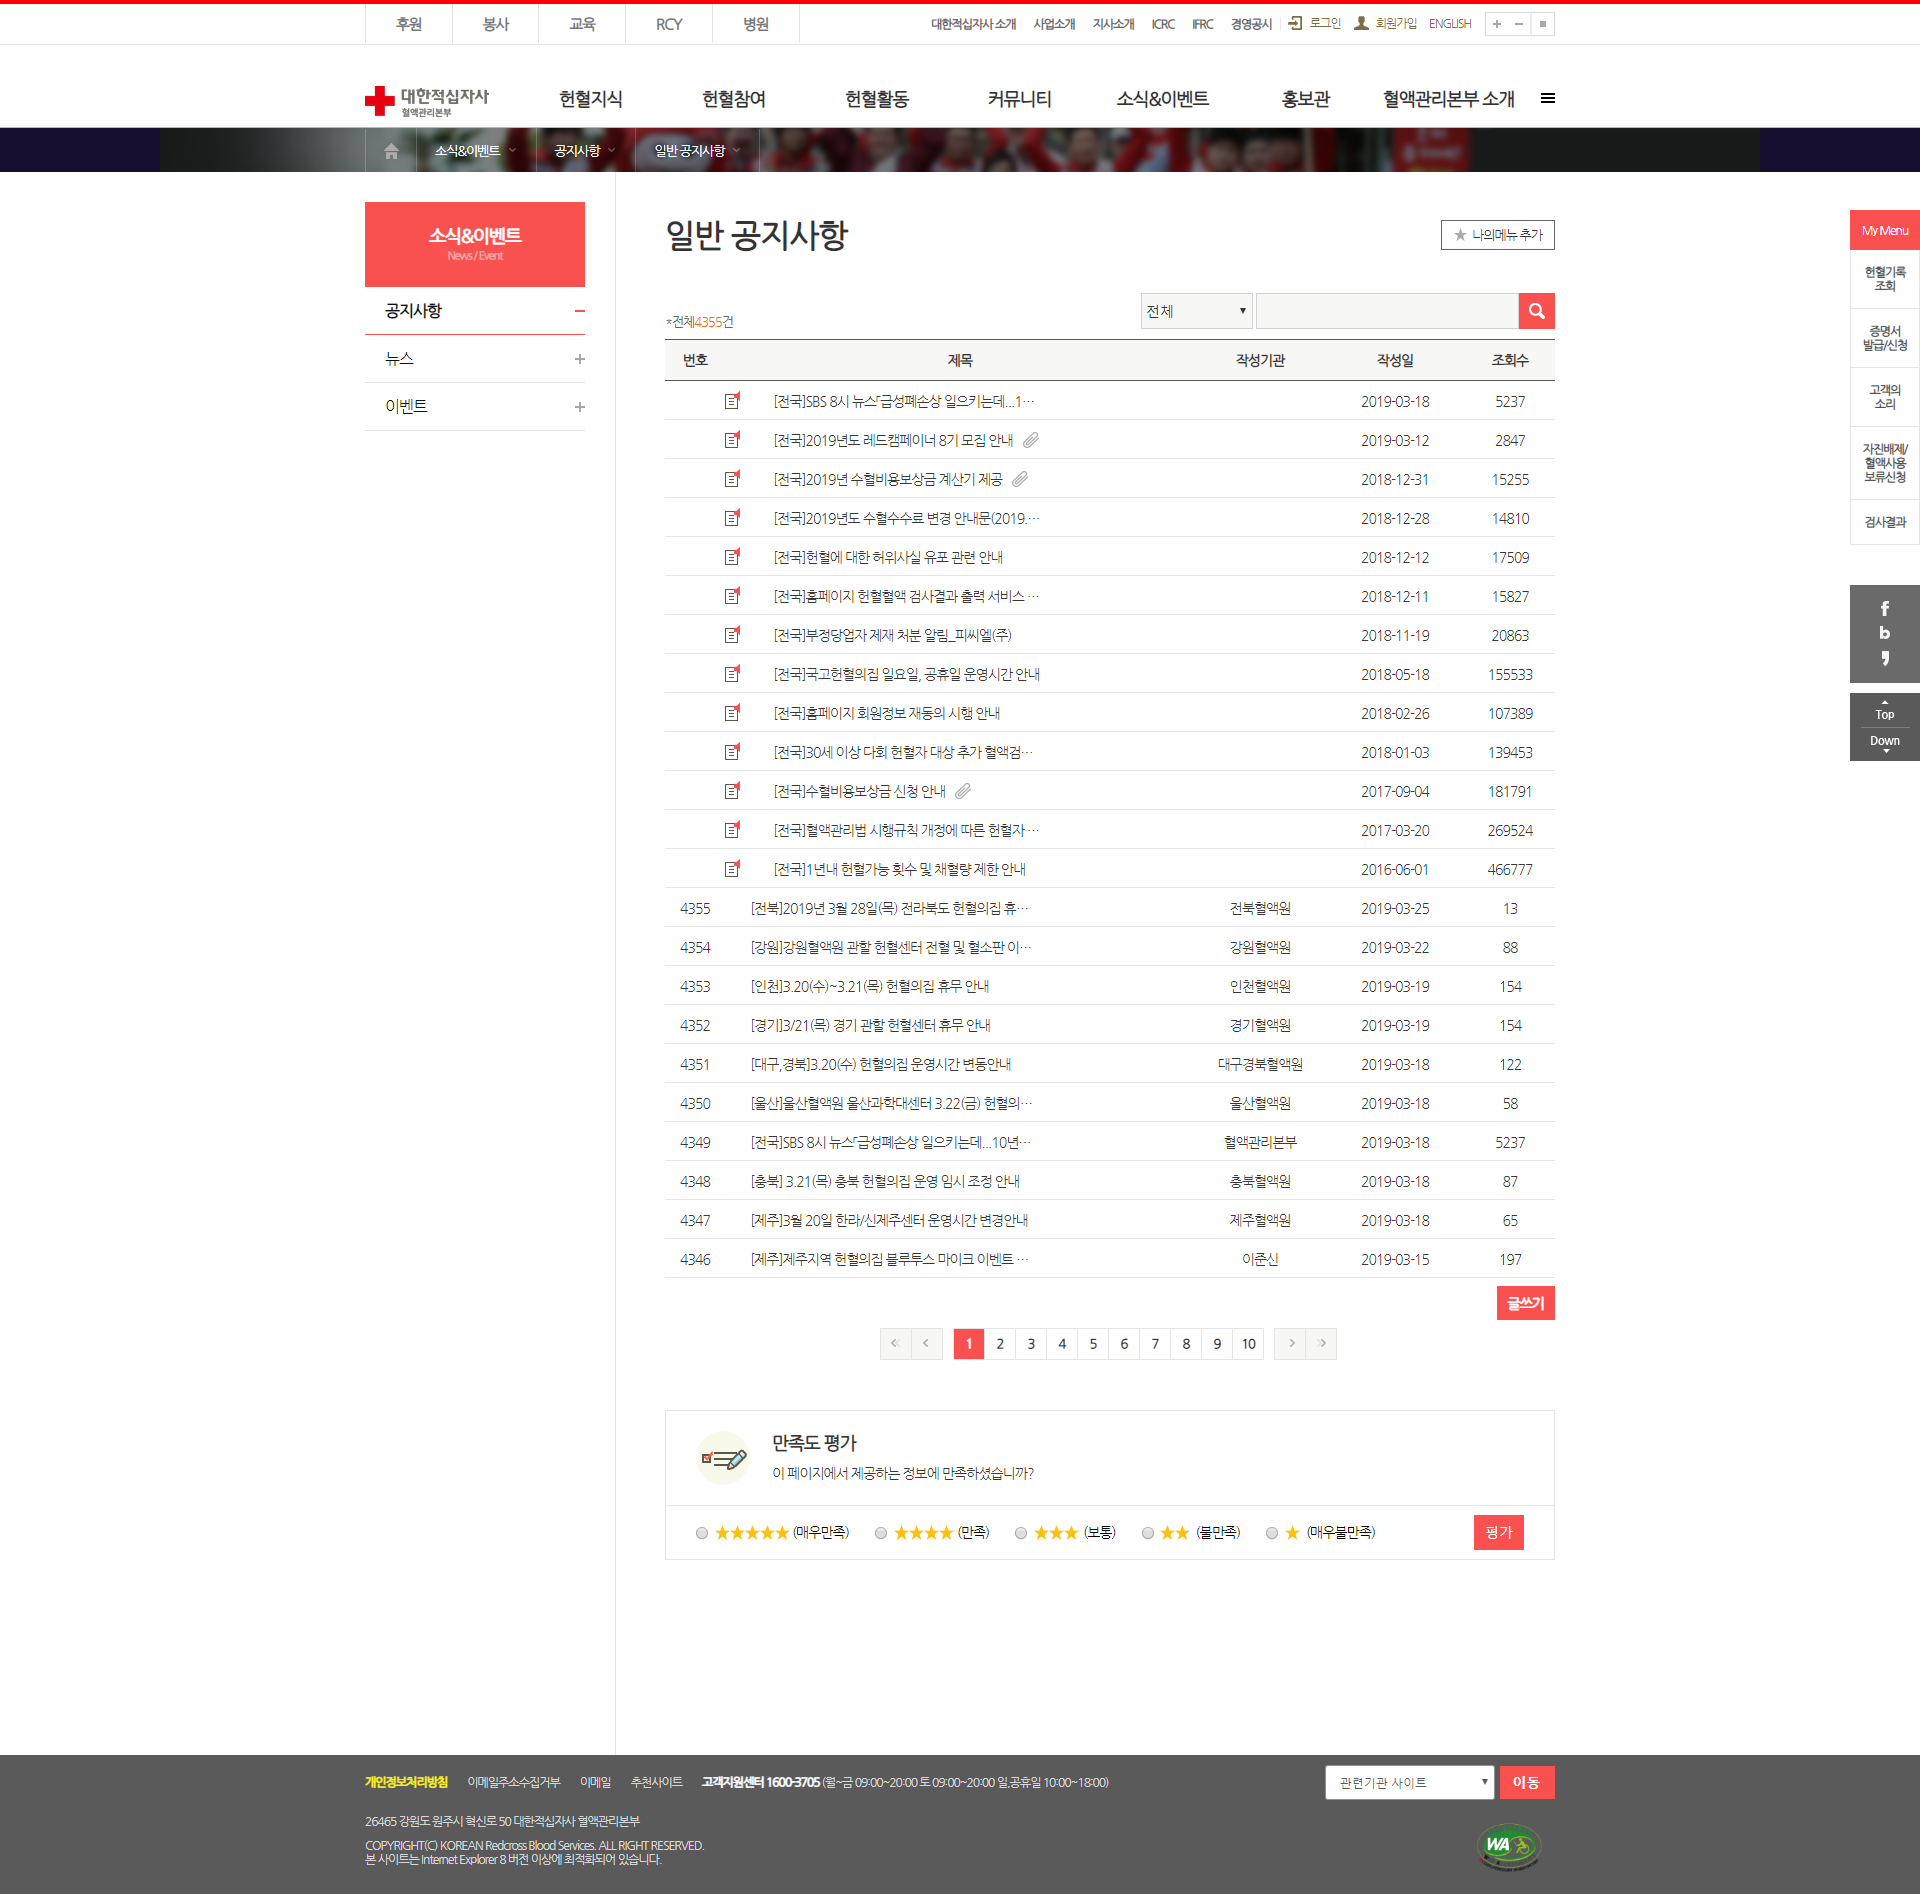 후원 봉사 교육 RCY 병원 대한적십자사 소개 사업소개 지사소개 ICRC IFRC 경영공시 로그인 회원가입 ENGLISH
대한적십자사
혈액관리본부
헌혈지식 헌혈참여 헌혈활동 커뮤니티 소식&이벤트 홍보관 혈액관리본부 소개
소식&이벤트 공지사항 일반 공지사항
소식&이벤트
News / Event
공지사항
뉴스
이벤트
일반 공지사항
나의메뉴 추가
*전체4355건
전체
번호 제목 작성기관 작성일 조회수
[전국]SBS 8시 뉴스「급성폐손상 일으키는데...1… 2019-03-18 5237
[전국]2019년도 레드캠페이너 8기 모집 안내 2019-03-12 2847
[전국]2019년 수혈비용보상금 계산기 제공 2018-12-31 15255
[전국]2019년도 수혈수수료 변경 안내문(2019.… 2018-12-28 14810
[전국]헌혈에 대한 허위사실 유포 관련 안내 2018-12-12 17509
[전국]홈페이지 헌혈혈액 검사결과 출력 서비스 … 2018-12-11 15827
[전국]부정당업자 제재 처분 알림_피씨엘(주) 2018-11-19 20863
[전국]국고헌혈의집 일요일, 공휴일 운영시간 안내 2018-05-18 155533
[전국]홈페이지 회원정보 재동의 시행 안내 2018-02-26 107389
[전국]30세 이상 다회 헌혈자 대상 추가 혈액검… 2018-01-03 139453
[전국]수혈비용보상금 신청 안내 2017-09-04 181791
[전국]혈액관리법 시행규칙 개정에 따른 헌혈자 … 2017-03-20 269524
[전국]1년내 헌혈가능 횟수 및 채혈량 제한 안내 2016-06-01 466777
4355 [전북]2019년 3월 28일(목) 전라북도 헌혈의집 휴… 전북혈액원 2019-03-25 13
4354 [강원]강원혈액원 관할 헌혈센터 전혈 및 혈소판 이… 강원혈액원 2019-03-22 88
4353 [인천]3.20(수)~3.21(목) 헌혈의집 휴무 안내 인천혈액원 2019-03-19 154
4352 [경기]3/21(목) 경기 관할 헌혈센터 휴무 안내 경기혈액원 2019-03-19 154
4351 [대구,경북]3.20(수) 헌혈의집 운영시간 변동안내 대구경북혈액원 2019-03-18 122
4350 [울산]울산혈액원 울산과학대센터 3.22(금) 헌혈의… 울산혈액원 2019-03-18 58
4349 [전국]SBS 8시 뉴스「급성폐손상 일으키는데...10년… 혈액관리본부 2019-03-18 5237
4348 [충북] 3.21(목) 충북 헌혈의집 운영 임시 조정 안내 충북혈액원 2019-03-18 87
4347 [제주]3월 20일 한라/신제주센터 운영시간 변경안내 제주혈액원 2019-03-18 65
4346 [제주]제주지역 헌혈의집 블루투스 마이크 이벤트 … 이준신 2019-03-15 197
글쓰기
1 2 3 4 5 6 7 8 9 10
만족도 평가
이 페이지에서 제공하는 정보에 만족하셨습니까?
★★★★★ (매우만족) ★★★★ (만족) ★★★ (보통) ★★ (불만족) ★ (매우불만족) 평가
My Menu
헌혈기록
조회
증명서
발급/신청
고객의
소리
자진배제/
혈액사용
보류신청
검사결과
Top
Down
개인정보처리방침 이메일주소수집거부 이메일 추천사이트 고객지원센터 1600-3705 (월~금 09:00~20:00 토 09:00~20:00 일,공휴일 10:00~18:00)
관련기관 사이트 이동
26465 강원도 원주시 혁신로 50 대한적십자사 혈액관리본부
COPYRIGHT(C) KOREAN Redcross Blood Services. ALL RIGHT RESERVED.
본 사이트는 Internet Explorer 8 버전 이상에 최적화되어 있습니다.
WA